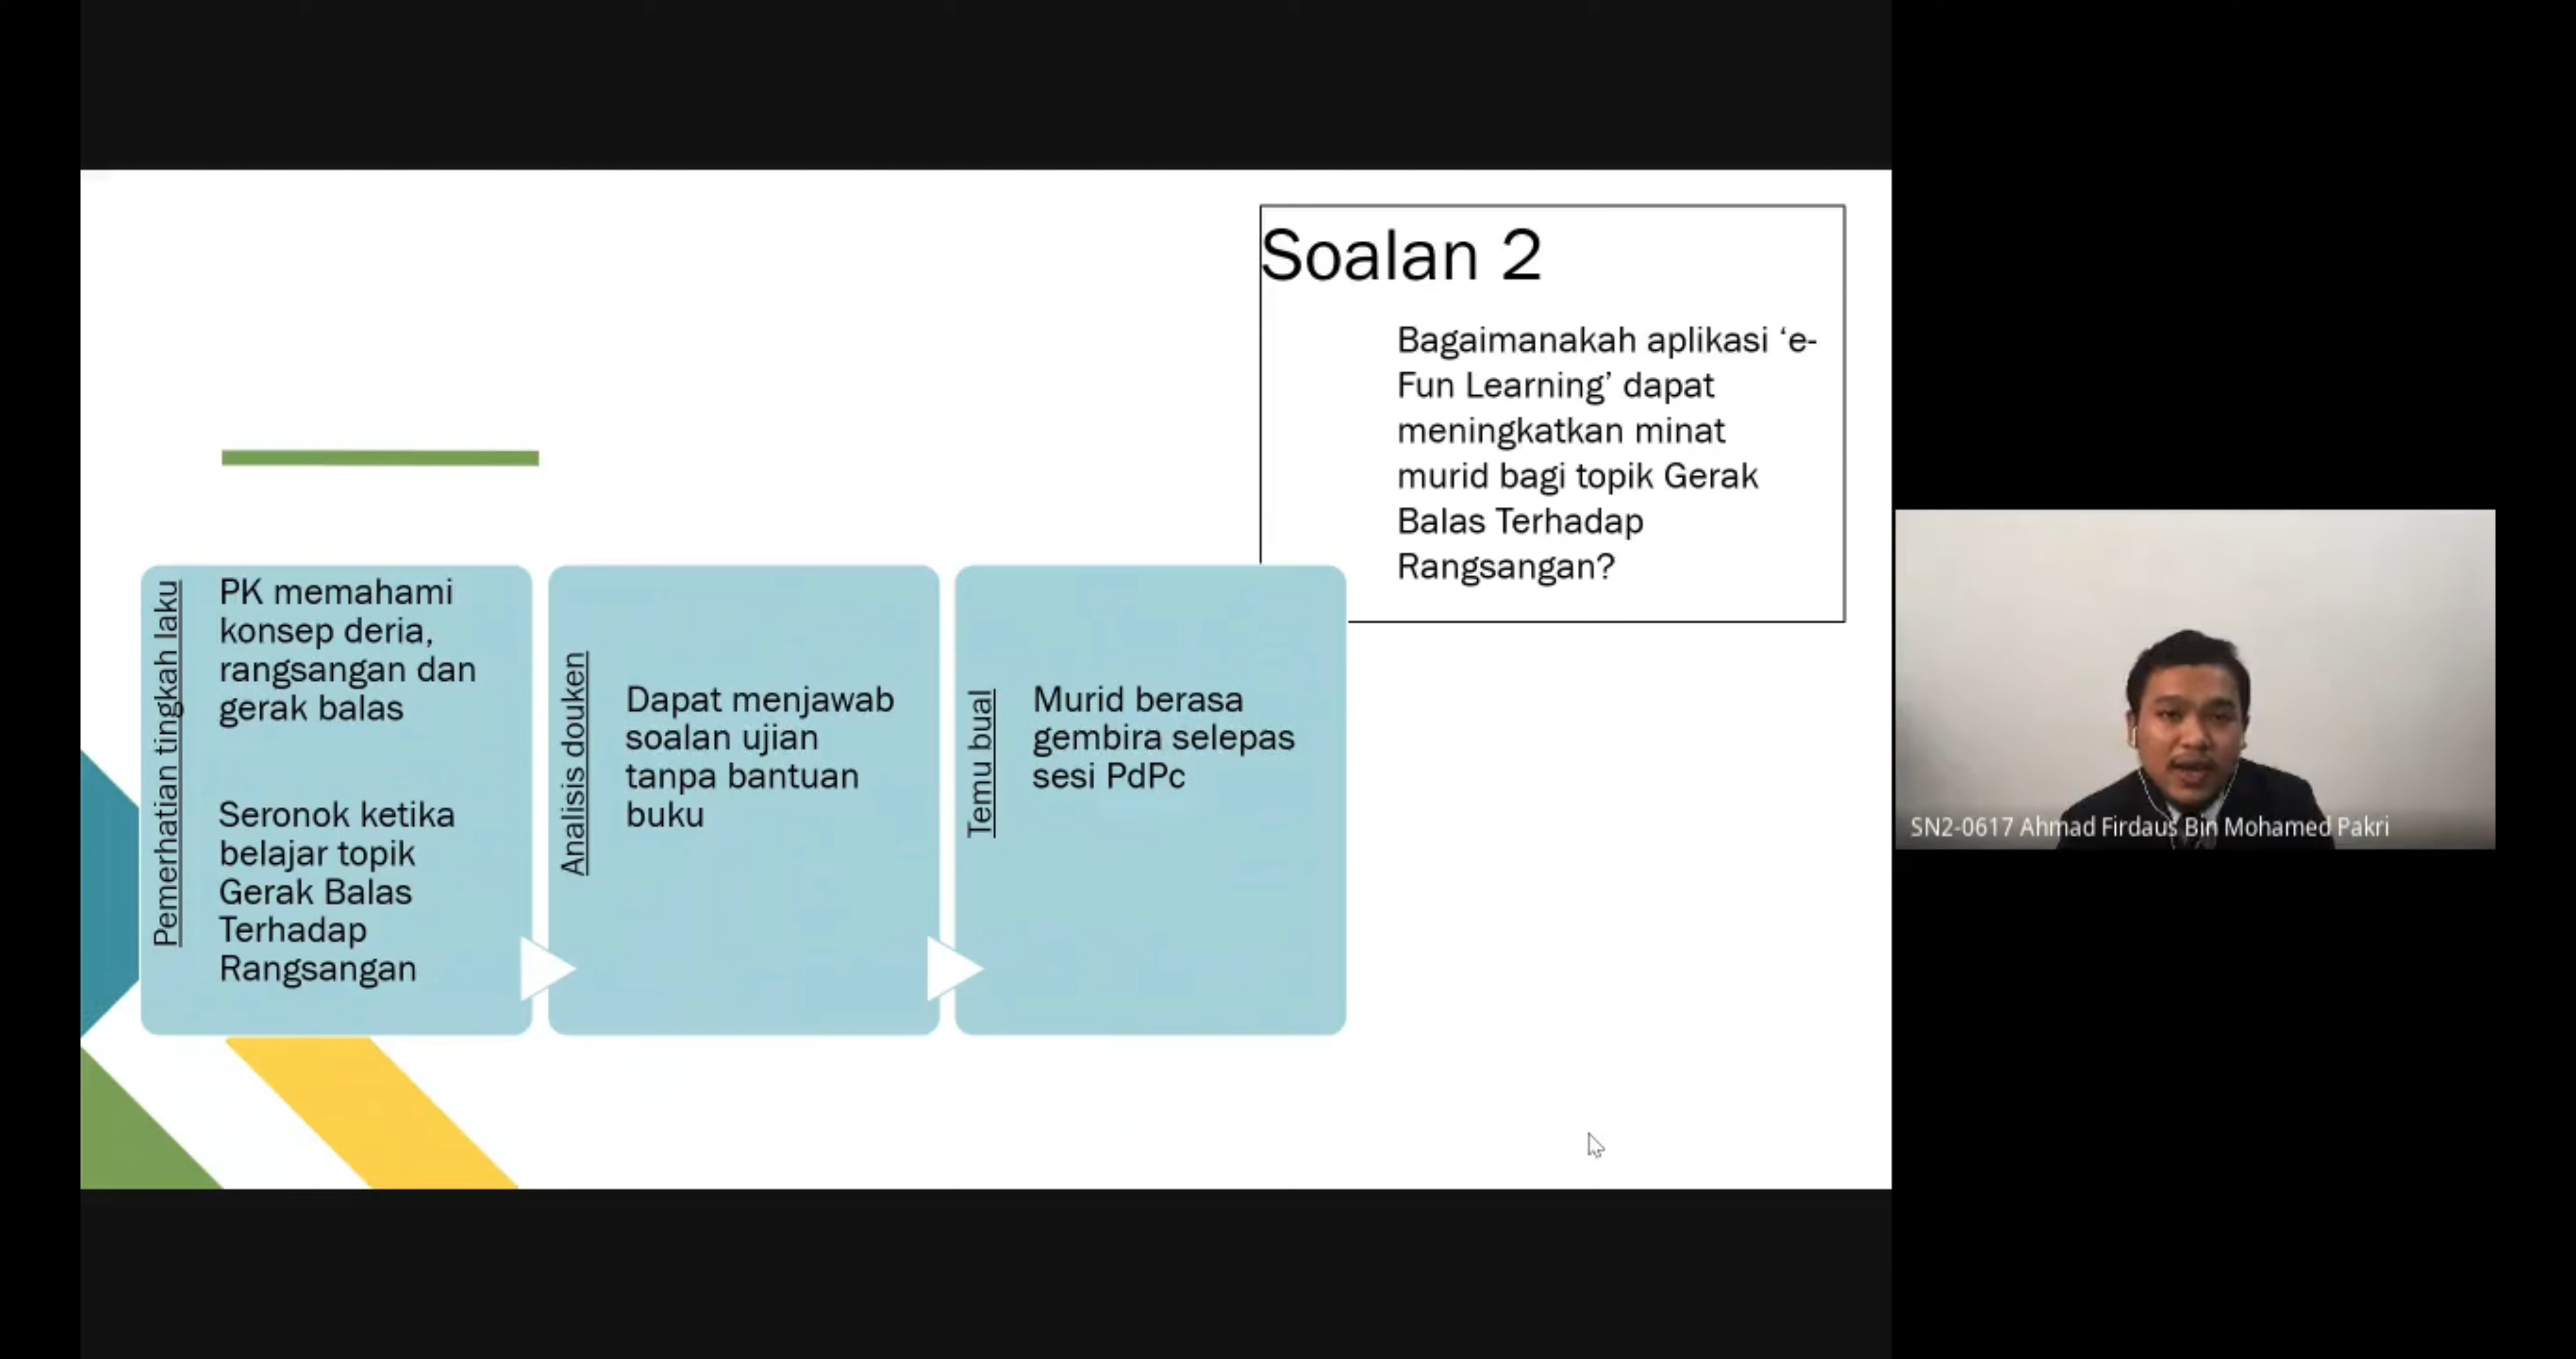 Soalan 2
Bagaimanakah aplikasi ‘e-
Fun Learning’ dapat
meningkatkan minat
murid bagi topik Gerak
Balas Terhadap
Rangsangan?
Pemerhatian tingkah laku
PK memahami
konsep deria,
rangsangan dan
gerak balas
Seronok ketika
belajar topik
Gerak Balas
Terhadap
Rangsangan
Analisis douken
Dapat menjawab
soalan ujian
tanpa bantuan
buku
Temu bual
Murid berasa
gembira selepas
sesi PdPc
SN2-0617 Ahmad Firdaus Bin Mohamed Pakri